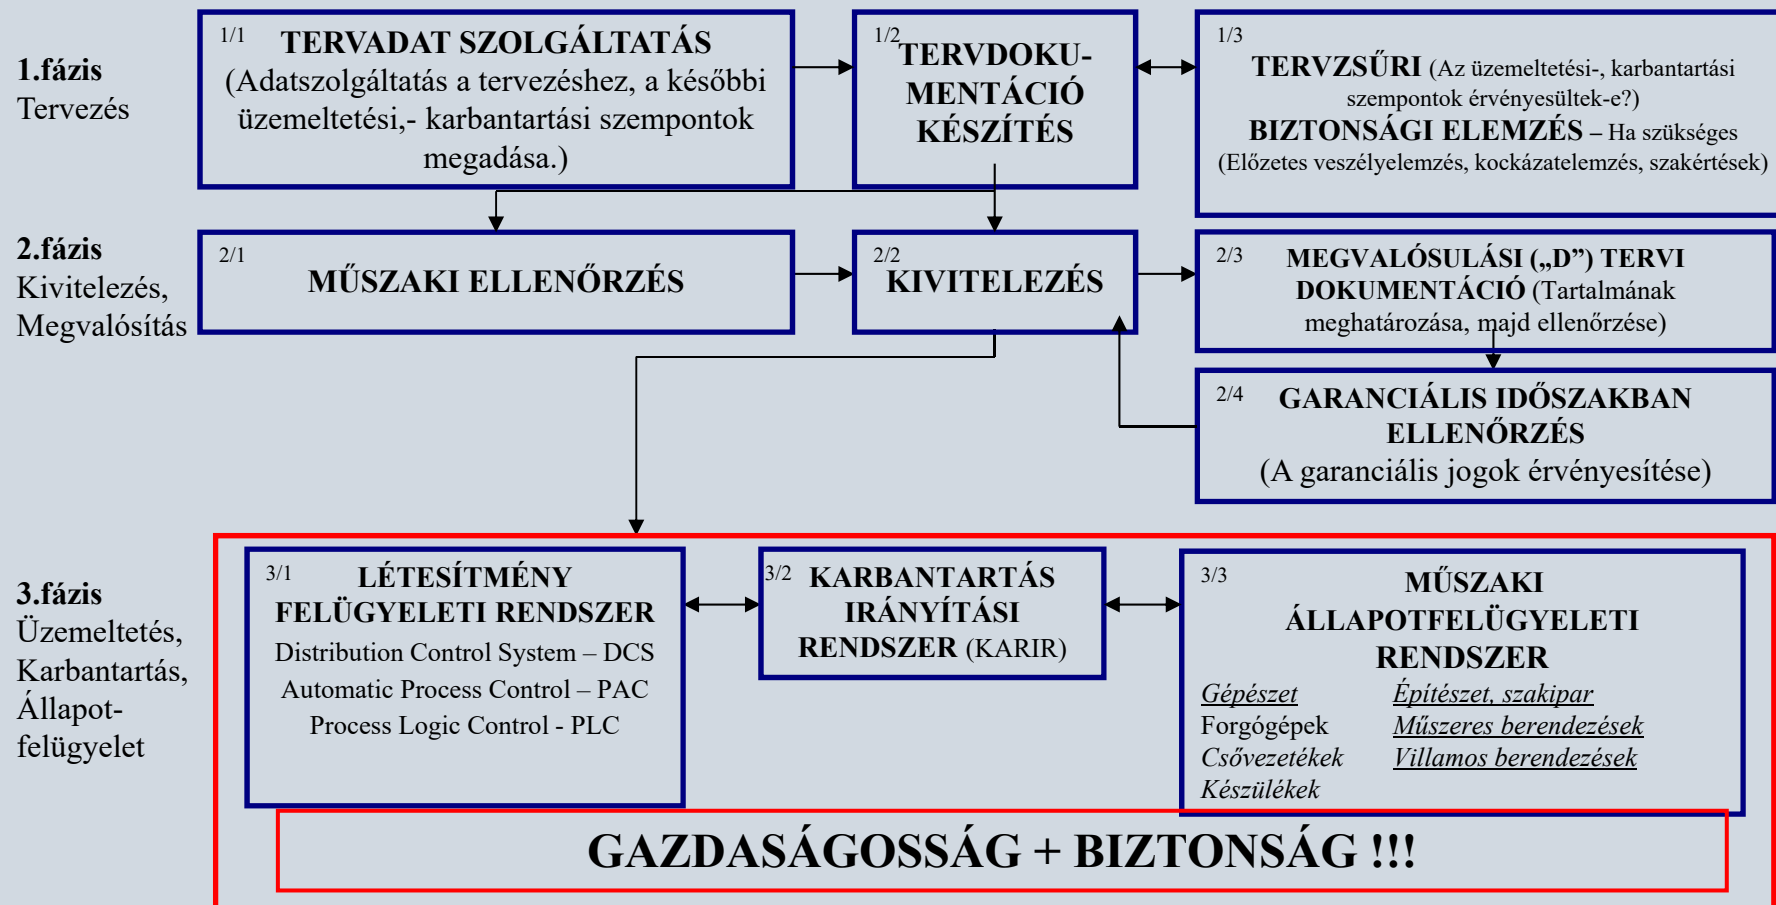 1.fázis
Tervezés
1/1 TERVADAT SZOLGÁLTATÁS
(Adatszolgáltatás a tervezéshez, a későbbi
üzemeltetési,- karbantartási szempontok
megadása.)
1/2
TERVDOKU-
MENTÁCIÓ
KÉSZÍTÉS
1/3
TERVZSŰRI (Az üzemeltetési-, karbantartási
szempontok érvényesültek-e?)
BIZTONSÁGI ELEMZÉS – Ha szükséges
(Előzetes veszélyelemzés, kockázatelemzés, szakértések)
2.fázis
Kivitelezés,
Megvalósítás
2/1
MŰSZAKI ELLENŐRZÉS
2/2
KIVITELEZÉS
2/3 MEGVALÓSULÁSI („D”) TERVI
DOKUMENTÁCIÓ (Tartalmának
meghatározása, majd ellenőrzése)
2/4 GARANCIÁLIS IDŐSZAKBAN
ELLENŐRZÉS
(A garanciális jogok érvényesítése)
3.fázis
Üzemeltetés,
Karbantartás,
Állapot-
felügyelet
3/1 LÉTESÍTMÉNY
FELÜGYELETI RENDSZER
Distribution Control System – DCS
Automatic Process Control – PAC
Process Logic Control - PLC
3/2 KARBANTARTÁS
IRÁNYÍTÁSI
RENDSZER (KARIR)
3/3 MŰSZAKI
ÁLLAPOTFELÜGYELETI
RENDSZER
Gépészet Építészet, szakipar
Forgógépek Műszeres berendezések
Csővezetékek Villamos berendezések
Készülékek
GAZDASÁGOSSÁG + BIZTONSÁG !!!